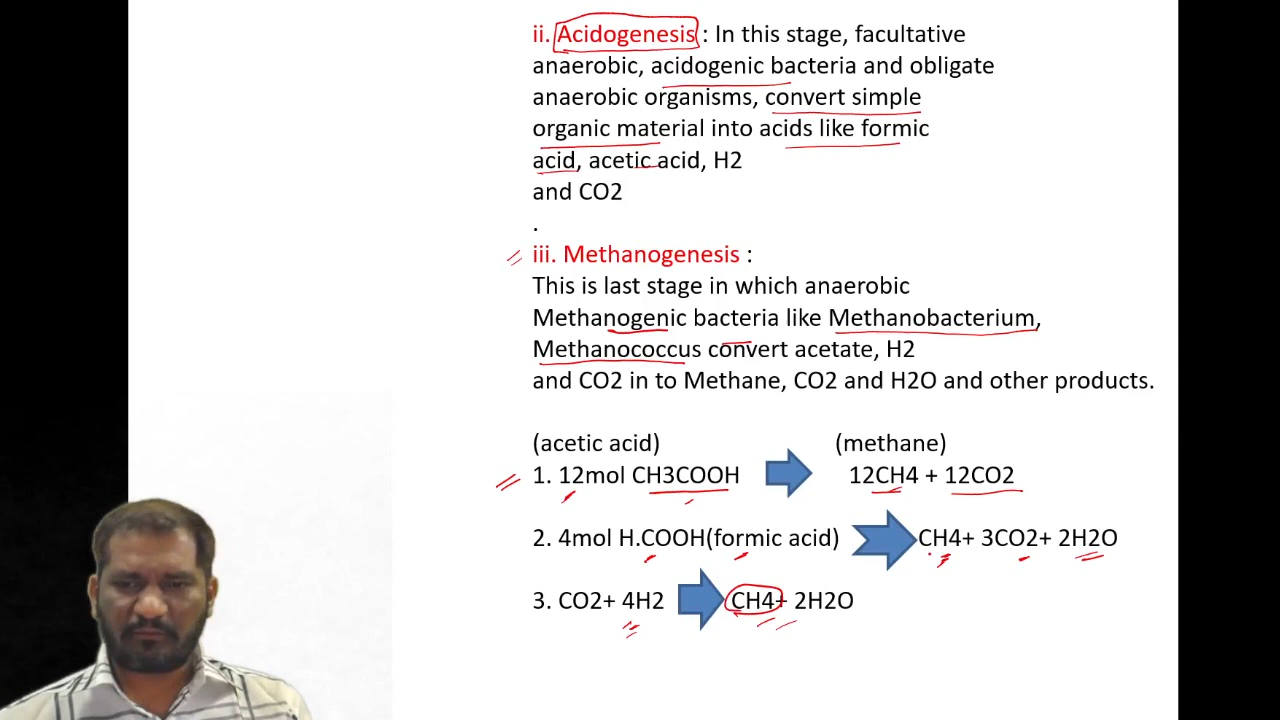 ii. Acidogenesis : In this stage, facultative
anaerobic, acidogenic bacteria and obligate
anaerobic organisms, convert simple
organic material into acids like formic
acid, acetic acid, H2
and CO2
.
iii. Methanogenesis :
This is last stage in which anaerobic
Methanogenic bacteria like Methanobacterium,
Methanococcus convert acetate, H2
and CO2 in to Methane, CO2 and H2O and other products.
(acetic acid) (methane)
1. 12mol CH3COOH 12CH4 + 12CO2
2. 4mol H.COOH(formic acid) CH4+ 3CO2+ 2H2O
3. CO2+ 4H2 CH4+ 2H2O